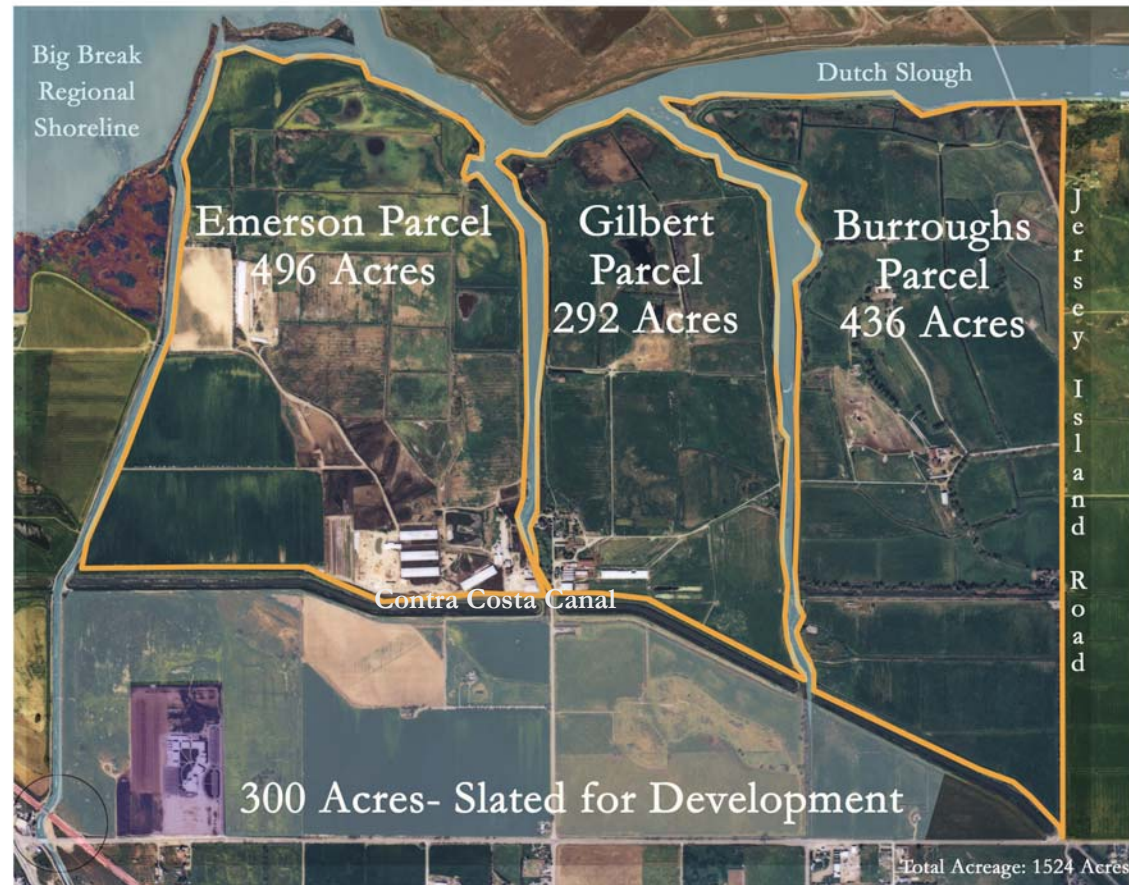 Big Break
Regional
Shoreline
Dutch Slough
Emerson Parcel
496 Acres
Gilbert
Parcel
292 Acres
Burroughs
Parcel
436 Acres
Jersey Island Road
Contra Costa Canal
300 Acres- Slated for Development
Total Acreage: 1524 Acres